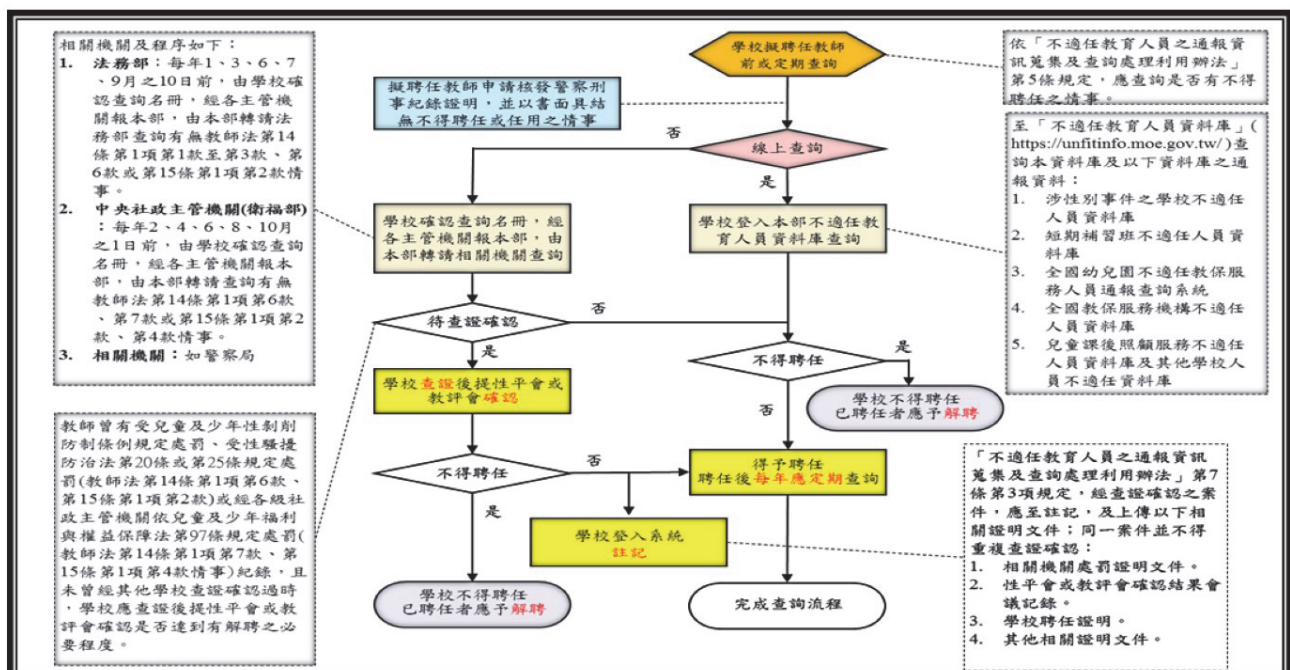 相關機關及程序如下：
1. 法務部：每年1、3、6、7
、9月之10日前，由學校確
認查詢名冊，經各主管機
關報本部，由本部轉請法
務部查詢有無教師法第14
條第1項第1款至第3款、第
6款或第15條第1項第2款情
事。
2. 中央社政主管機關(衛福部)
：每年2、4、6、8、10月
之1日前，由學校確認查詢
名冊，經各主管機關報本
部，由本部轉請查詢有無
教師法第14條第1項第6款
、第7款或第15條第1項第2
款、第4款情事。
3. 相關機關：如警察局
教師曾有受兒童及少年性剝削
防制條例規定處罰、受性騷擾
防治法第20條或第25條規定處
罰(教師法第14條第1項第6款、
第15條第1項第2款)或經各級社
政主管機關依兒童及少年福利
與權益保障法第97條規定處罰(
教師法第14條第1項第7款、第
15條第1項第4款情事)紀錄，且
未曾經其他學校查證確認過時
，學校應查證後提性平會或教
評會確認是否達到有解聘之必
要程度。
學校擬聘任教師
前或定期查詢
擬聘任教師申請核發警察刑
事紀錄證明，並以書面具結
無不得聘任或任用之情事
線上查詢
否
是
學校確認查詢名冊，經
各主管機關報本部，由
本部轉請相關機關查詢
學校登入本部不適任教
育人員資料庫查詢
待查證確認
否
是
不得聘任
是
否
學校查證後提性平會或
教評會確認
學校不得聘任
已聘任者應予解聘
不得聘任
否
是
得予聘任
聘任後每年應定期查詢
學校登入系統
註記
學校不得聘任
已聘任者應予解聘
完成查詢流程
依「不適任教育人員之通報資
訊蒐集及查詢處理利用辦法」
第5條規定，應查詢是否有不得
聘任之情事。
至「不適任教育人員資料庫」(
https://unfitinfo.moe.gov.tw/)查
詢本資料庫及以下資料庫之通
報資料：
1. 涉性別事件之學校不適任
人員資料庫
2. 短期補習班不適任人員資
料庫
3. 全國幼兒園不適任教保服
務人員通報查詢系統
4. 全國教保服務機構不適任
人員資料庫
5. 兒童課後照顧服務不適任
人員資料庫及其他學校人
員不適任資料庫
「不適任教育人員之通報資訊
蒐集及查詢處理利用辦法」第7
條第3項規定，經查證確認之案
件，應至註記，及上傳以下相
關證明文件；同一案件並不得
重複查證確認：
1. 相關機關處罰證明文件。
2. 性平會或教評會確認結果會
議記錄。
3. 學校聘任證明。
4. 其他相關證明文件。